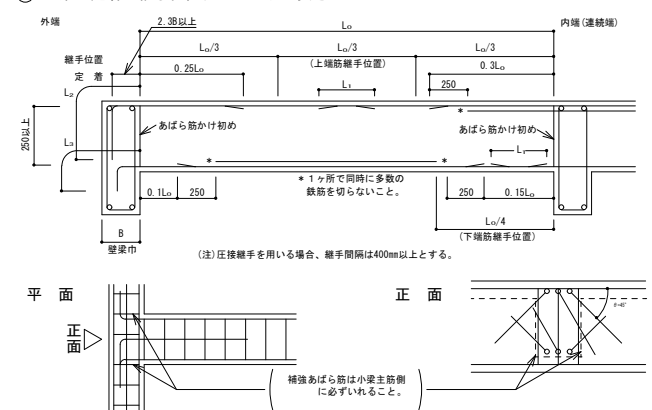 外端
2.3B以上
Lo
内端(連続端)
継手位置
定 着
Lo/3
Lo/3
Lo/3
(上端筋継手位置)
0.25Lo
0.3Lo
L₂
L₁
250
*
250以上
あばら筋かけ初め
あばら筋かけ初め
L₃
L₁
*
*
* 1ヶ所で同時に多数の
鉄筋を切らないこと。
0.1Lo
250
250
0.15Lo
B
壁梁巾
Lo/4
(下端筋継手位置)
(注)圧接継手を用いる場合、継手間隔は400mm以上とする。
平 面
正 面
正面
補強あばら筋は小梁主筋側
に必ずいれること。